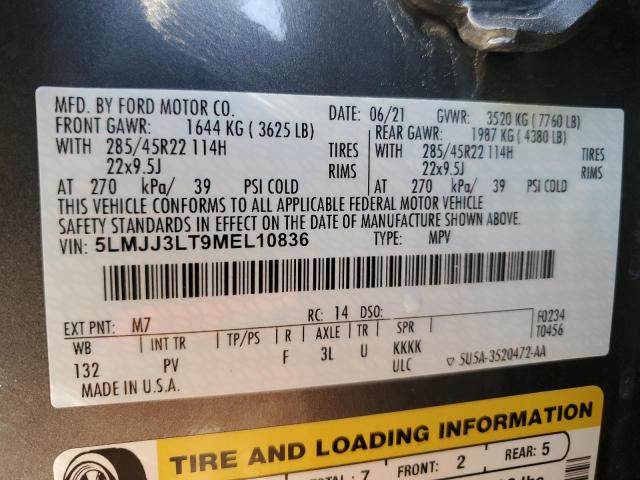 MFD. BY FORD MOTOR CO. DATE: 06/21 GVWR: 3520 KG ( 7760 LB)
FRONT GAWR: 1644 KG ( 3625 LB) REAR GAWR: 1987 KG ( 4380 LB)
WITH 285/45R22 114H TIRES WITH 285/45R22 114H TIRES
22x9.5J RIMS 22x9.5J RIMS
AT 270 kPa/ 39 PSI COLD AT 270 kPa/ 39 PSI COLD
THIS VEHICLE CONFORMS TO ALL APPLICABLE FEDERAL MOTOR VEHICLE
SAFETY STANDARDS IN EFFECT ON THE DATE OF MANUFACTURE SHOWN ABOVE.
VIN: 5LMJJ3LT9MEL10836 TYPE: MPV
EXT PNT: M7 RC: 14 DSO: F0234
WB INT TR TP/PS R AXLE TR SPR T0456
132 PV F 3L U KKKK
ULC ▽ SU5A-3520472-AA
MADE IN U.S.A.
TIRE AND LOADING INFORMATION
TOTAL : 7 FRONT: 2 REAR: 5
lbs